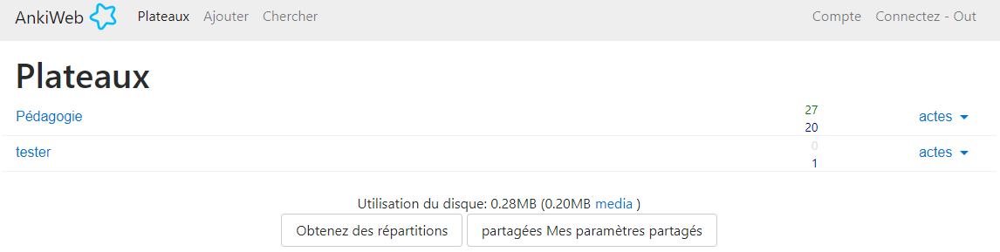 AnkiWeb Plateaux Ajouter Chercher Compte Connectez - Out
Plateaux
Pédagogie 27 20 actes
tester 0 1 actes
Utilisation du disque: 0.28MB (0.20MB media )
Obtenez des répartitions partagées Mes paramètres partagés